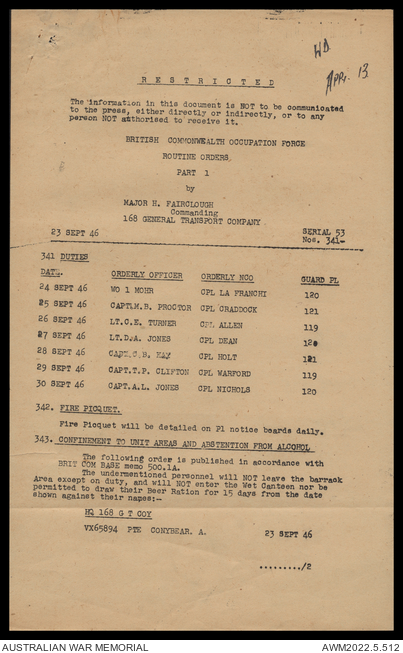 WD
Appx. 13
R E S T R I C T E D
The information in this document is NOT to be communicated
to the press, either directly or indirectly, or to any
person NOT authorised to receive it.
BRITISH COMMONWEALTH OCCUPATION FORCE
ROUTINE ORDERS
PART 1
by
MAJOR H. FAIRCLOUGH
Commanding
168 GENERAL TRANSPORT COMPANY
23 SEPT 46 SERIAL 53
Nos. 341-
341 DUTIES
DATE. ORDERLY OFFICER ORDERLY NCO GUARD PL
24 SEPT 46 WO 1 MOHR CPL LA FRANCHI 120
25 SEPT 46 CAPT.M.B. PROCTOR CPL CRADDOCK 121
26 SEPT 46 LT.C.E. TURNER CPL ALLEN 119
27 SEPT 46 LT.D.A. JONES CPL DEAN 120
28 SEPT 46 CAPT.C.B. KAY CPL HOLT 121
29 SEPT 46 CAPT.T.P. CLIFTON CPL WARFORD 119
30 SEPT 46 CAPT.A.L. JONES CPL NICHOLS 120
342. FIRE PICQUET.
Fire Picquet will be detailed on Pl notice boards daily.
343. CONFINEMENT TO UNIT AREAS AND ABSTENTION FROM ALCOHOL
The following order is published in accordance with
BRIT COM BASE memo 500.1A.
The undermentioned personnel will NOT leave the barrack
Area except on duty, and will NOT enter the Wet Canteen nor be
permitted to draw their Beer Ration for 15 days from the date
shown against their names:-
HQ 168 G T COY
VX65894 PTE CONYBEAR. A. 23 SEPT 46
........./2
AUSTRALIAN WAR MEMORIAL AWM2022.5.512